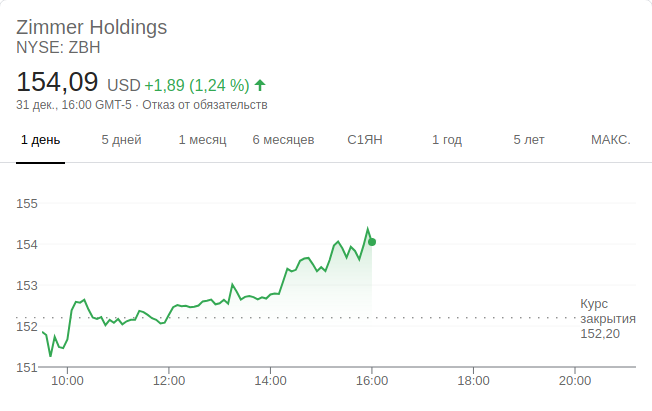 Zimmer Holdings
NYSE: ZBH
154,09 USD +1,89 (1,24 %)
31 дек., 16:00 GMT-5 · Отказ от обязательств
1 день 5 дней 1 месяц 6 месяцев С1ЯН 1 год 5 лет МАКС.
155
154
153
152
151
Курс
закрытия
152,20
10:00 12:00 14:00 16:00 18:00 20:00